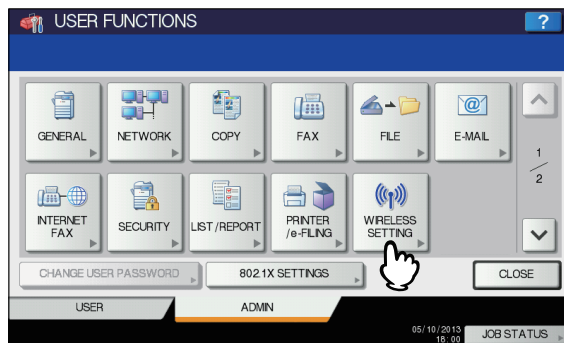 USER FUNCTIONS
?
GENERAL
NETWORK
COPY
FAX
FILE
E-MAIL
1
2
INTERNET
FAX
SECURITY
LIST/REPORT
PRINTER
/e-FILING
WIRELESS
SETTING
CHANGE USER PASSWORD
802.1X SETTINGS
CLOSE
USER
ADMIN
05/10/2013
18:00
JOB STATUS